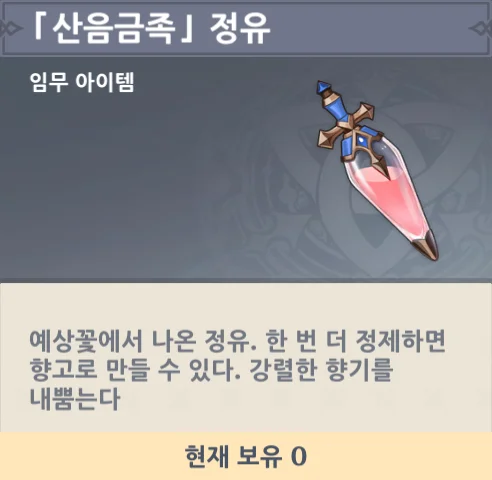 「산음금족」 정유
임무 아이템
예상꽃에서 나온 정유. 한 번 더 정제하면
향고로 만들 수 있다. 강렬한 향기를
내뿜는다
현재 보유 0